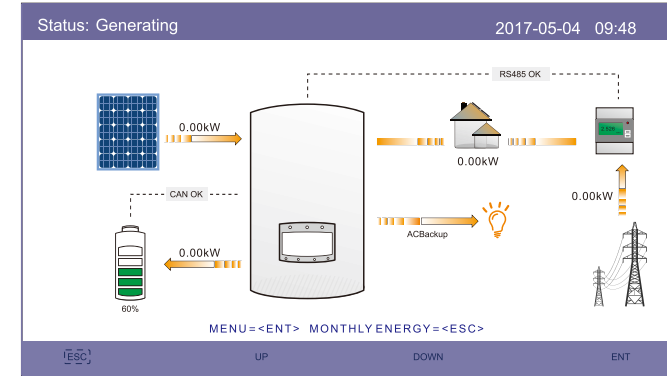 Status: Generating
2017-05-04 09:48
RS485 OK
0.00kW
0.00kW
CAN OK
0.00kW
0.00kW
ACBackup
60%
MENU=<ENT> MONTHLY ENERGY=<ESC>
ESC UP DOWN ENT